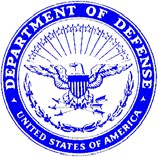 DEPARTMENT OF DEFENSE
UNITED STATES OF AMERICA